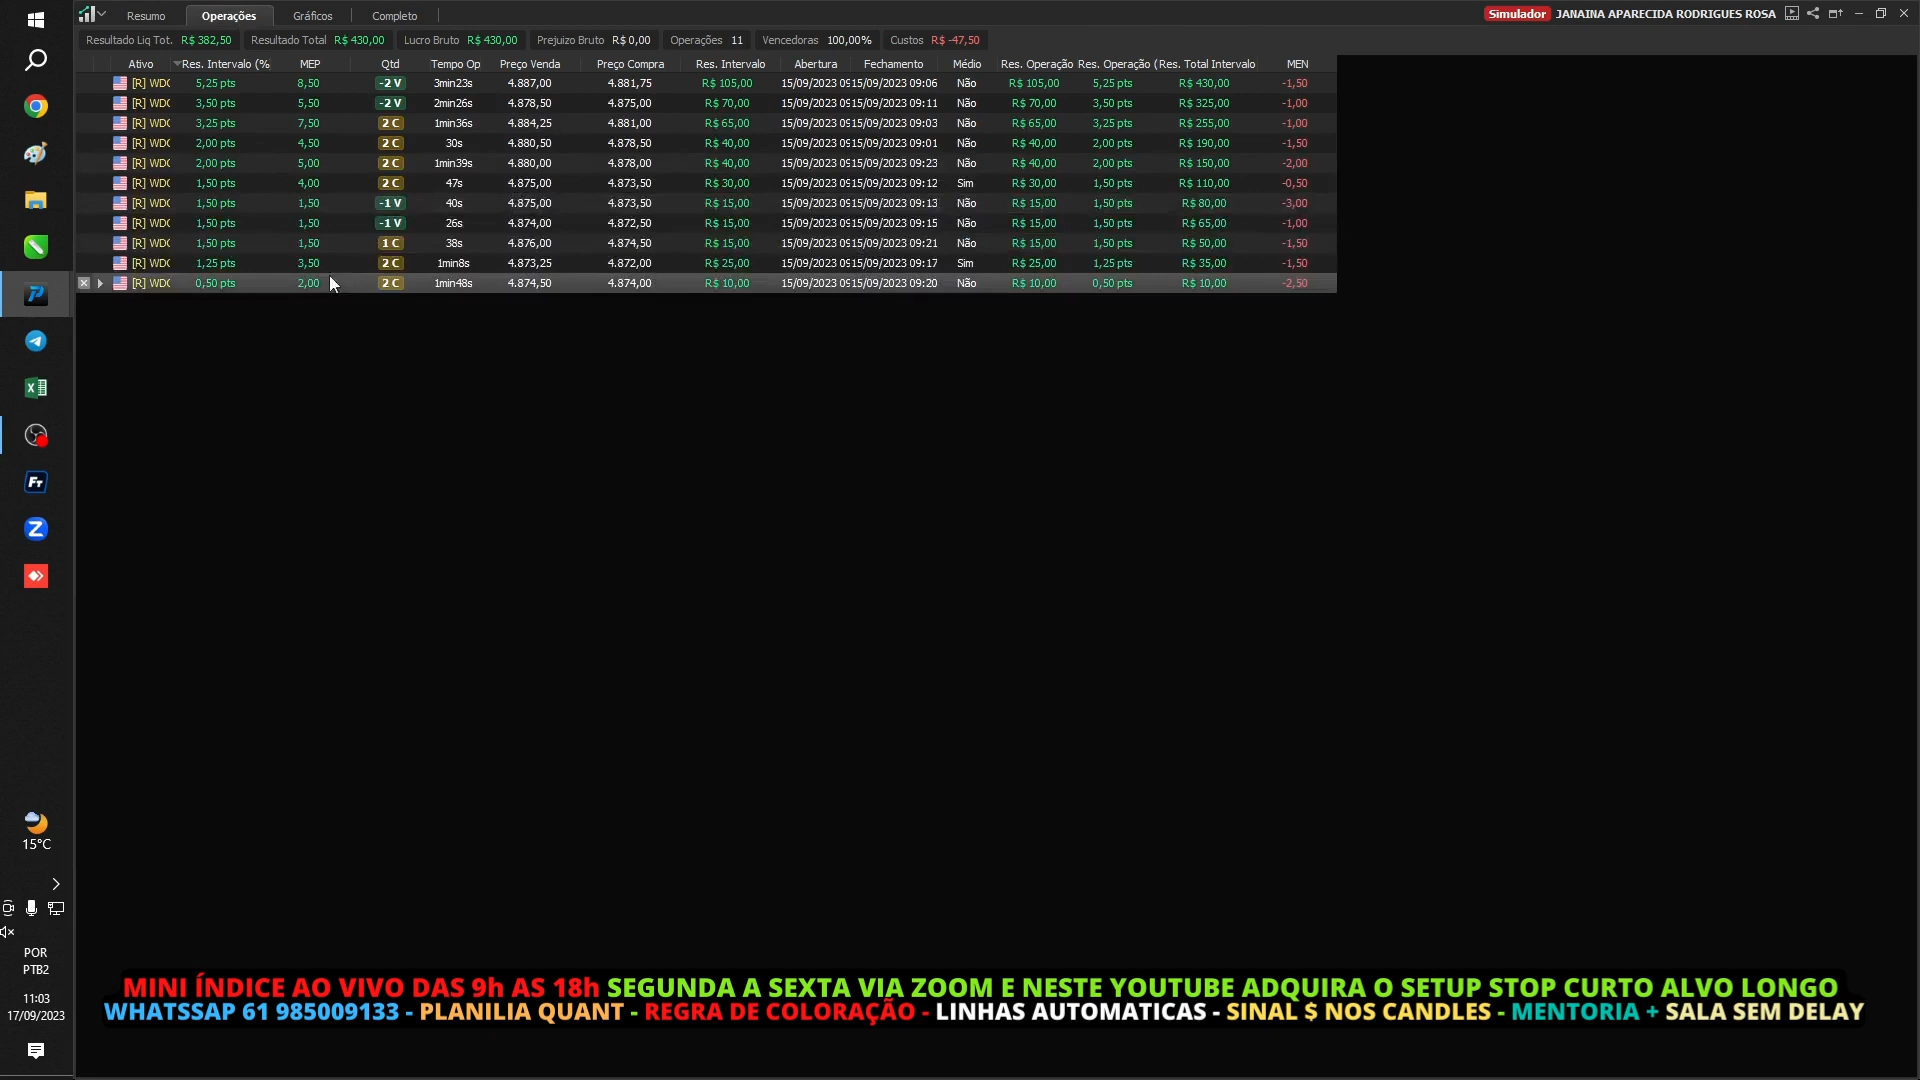 Resumo Operações Gráficos Completo Simulador JANAINA APARECIDA RODRIGUES ROSA
Resultado Liq Tot. R$ 382,50 Resultado Total R$ 430,00 Lucro Bruto R$ 430,00 Prejuizo Bruto R$ 0,00 Operações 11 Vencedoras 100,00% Custos R$ -47,50
Ativo Res. Intervalo (% MEP Qtd Tempo Op Preço Venda Preço Compra Res. Intervalo Abertura Fechamento Médio Res. Operação Res. Operação ( Res. Total Intervalo MEN
[R] WDO 5,25 pts 8,50 -2 V 3min23s 4.887,00 4.881,75 R$ 105,00 15/09/2023 09 15/09/2023 09:06 Não R$ 105,00 5,25 pts R$ 430,00 -1,50
[R] WDO 3,50 pts 5,50 -2 V 2min26s 4.878,50 4.875,00 R$ 70,00 15/09/2023 09 15/09/2023 09:11 Não R$ 70,00 3,50 pts R$ 325,00 -1,00
[R] WDO 3,25 pts 7,50 2 C 1min36s 4.884,25 4.881,00 R$ 65,00 15/09/2023 09 15/09/2023 09:03 Não R$ 65,00 3,25 pts R$ 255,00 -1,00
[R] WDO 2,00 pts 4,50 2 C 30s 4.880,50 4.878,50 R$ 40,00 15/09/2023 09 15/09/2023 09:01 Não R$ 40,00 2,00 pts R$ 190,00 -1,50
[R] WDO 2,00 pts 5,00 2 C 1min39s 4.880,00 4.878,00 R$ 40,00 15/09/2023 09 15/09/2023 09:23 Não R$ 40,00 2,00 pts R$ 150,00 -2,00
[R] WDO 1,50 pts 4,00 2 C 47s 4.875,00 4.873,50 R$ 30,00 15/09/2023 09 15/09/2023 09:12 Sim R$ 30,00 1,50 pts R$ 110,00 -0,50
[R] WDO 1,50 pts 1,50 -1 V 40s 4.875,00 4.873,50 R$ 15,00 15/09/2023 09 15/09/2023 09:13 Não R$ 15,00 1,50 pts R$ 80,00 -3,00
[R] WDO 1,50 pts 1,50 -1 V 26s 4.874,00 4.872,50 R$ 15,00 15/09/2023 09 15/09/2023 09:15 Não R$ 15,00 1,50 pts R$ 65,00 -1,00
[R] WDO 1,50 pts 1,50 1 C 38s 4.876,00 4.874,50 R$ 15,00 15/09/2023 09 15/09/2023 09:21 Não R$ 15,00 1,50 pts R$ 50,00 -1,50
[R] WDO 1,25 pts 3,50 2 C 1min8s 4.873,25 4.872,00 R$ 25,00 15/09/2023 09 15/09/2023 09:17 Sim R$ 25,00 1,25 pts R$ 35,00 -1,50
[R] WDO 0,50 pts 2,00 2 C 1min48s 4.874,50 4.874,00 R$ 10,00 15/09/2023 09 15/09/2023 09:20 Não R$ 10,00 0,50 pts R$ 10,00 -2,50
15°C
POR
PTB2
11:03
17/09/2023
MINI ÍNDICE AO VIVO DAS 9h AS 18h SEGUNDA A SEXTA VIA ZOOM E NESTE YOUTUBE ADQUIRA O SETUP STOP CURTO ALVO LONGO
WHATSSAP 61 985009133 - PLANILIA QUANT - REGRA DE COLORAÇÃO - LINHAS AUTOMATICAS - SINAL $ NOS CANDLES - MENTORIA + SALA SEM DELAY